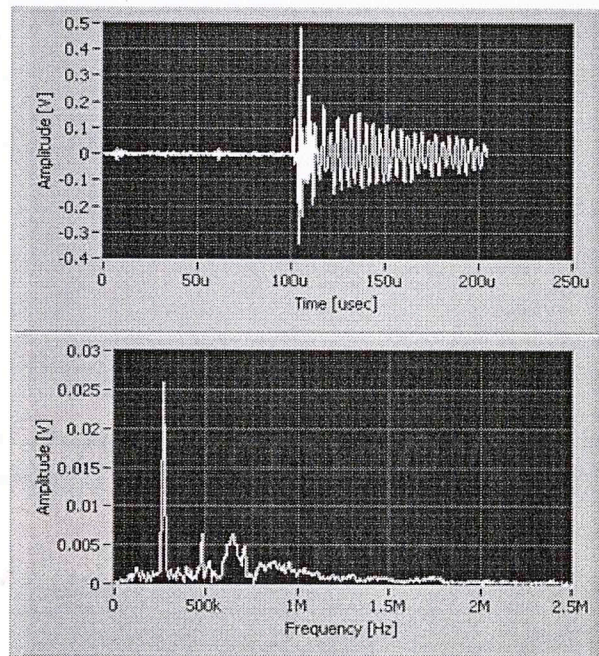 0.5
0.4
0.3
0.2
0.1
0
-0.1
-0.2
-0.3
-0.4
Amplitude [V]
0 50u 100u 150u 200u 250u
Time [usec]
0.03
0.025
0.02
0.015
0.01
0.005
0
Amplitude [V]
0 500k 1M 1.5M 2M 2.5M
Frequency [Hz]